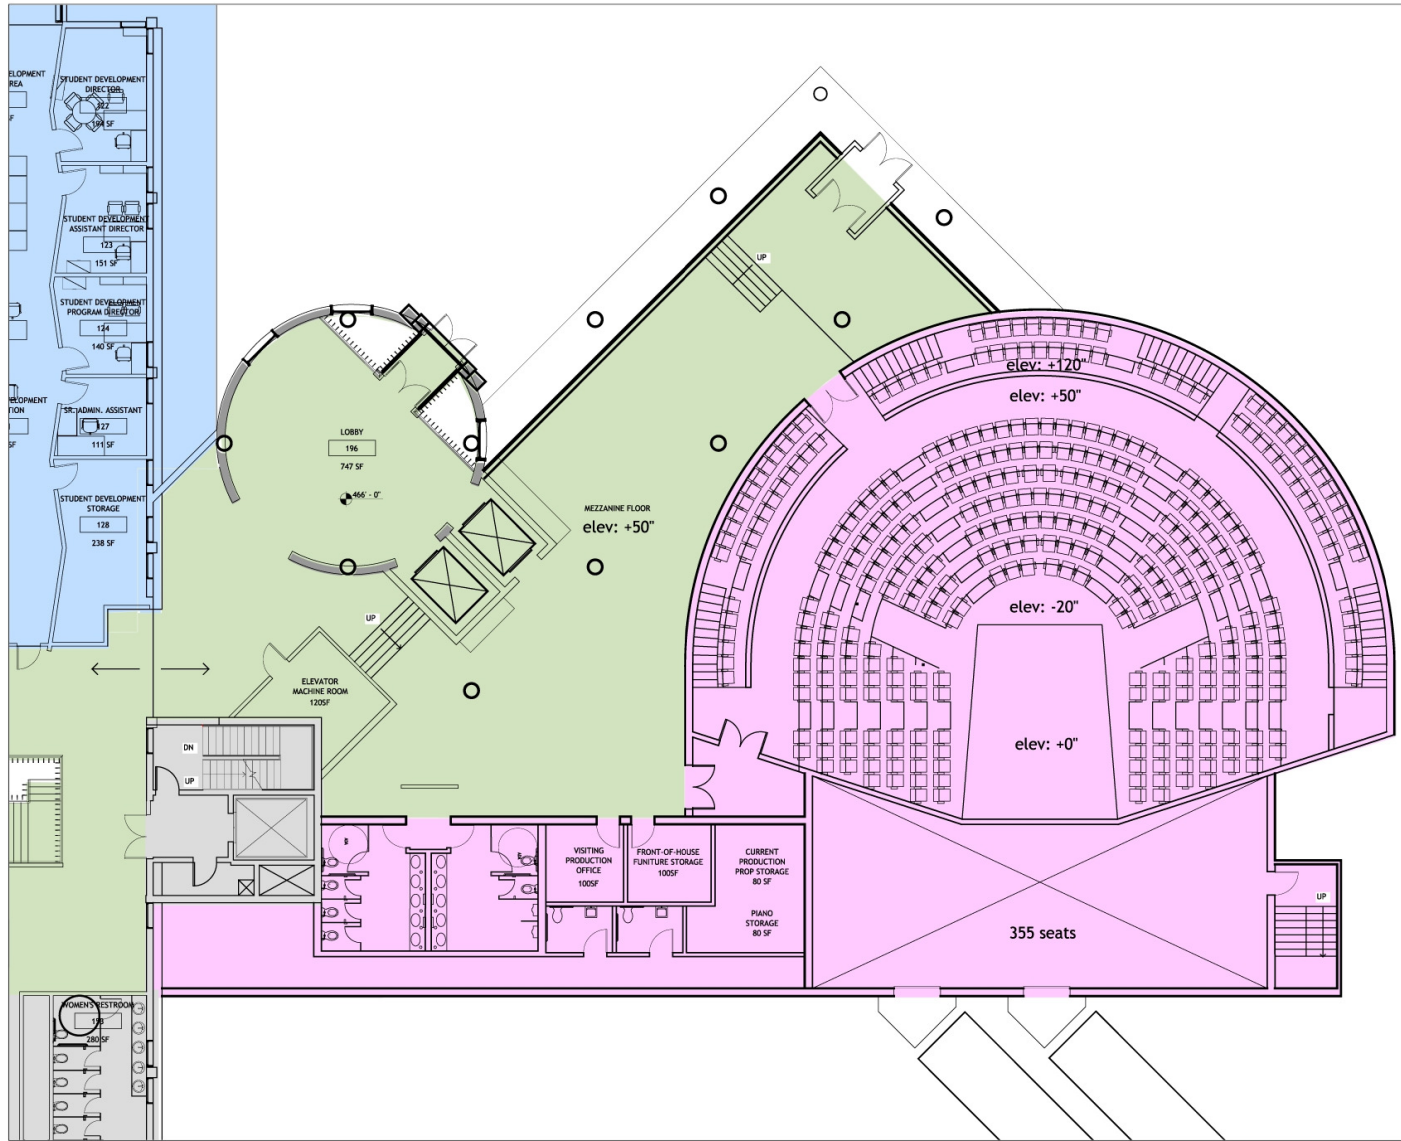 ELOPMENT
REA
F
STUDENT DEVELOPMENT
DIRECTOR
194 SF
STUDENT DEVELOPMENT
ASSISTANT DIRECTOR
123
151 SF
STUDENT DEVELOPMENT
PROGRAM DIRECTOR
124
140 SF
ELOPMENT
TION
SF
SR. ADMIN. ASSISTANT
127
111 SF
STUDENT DEVELOPMENT
STORAGE
128
238 SF
LOBBY
196
747 SF
466' - 0"
UP
MEZZANINE FLOOR
elev: +50"
UP
ELEVATOR
MACHINE ROOM
120SF
DN
UP
elev: +120"
elev: +50"
elev: -20"
elev: +0"
VISITING
PRODUCTION
OFFICE
100SF
FRONT-OF-HOUSE
FUNITURE STORAGE
100SF
CURRENT
PRODUCTION
PROP STORAGE
80 SF
PIANO
STORAGE
80 SF
355 seats
UP
WOMEN'S RESTROOM
193
280 SF